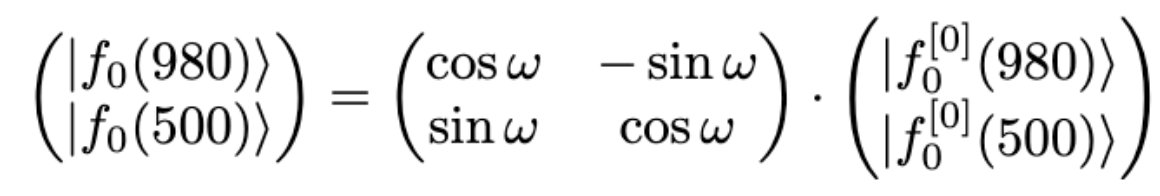 (|f₀(980)⟩ |f₀(500)⟩) = (cos ω − sin ω sin ω cos ω) · (|f₀^[0](980)⟩ |f₀^[0](500)⟩)